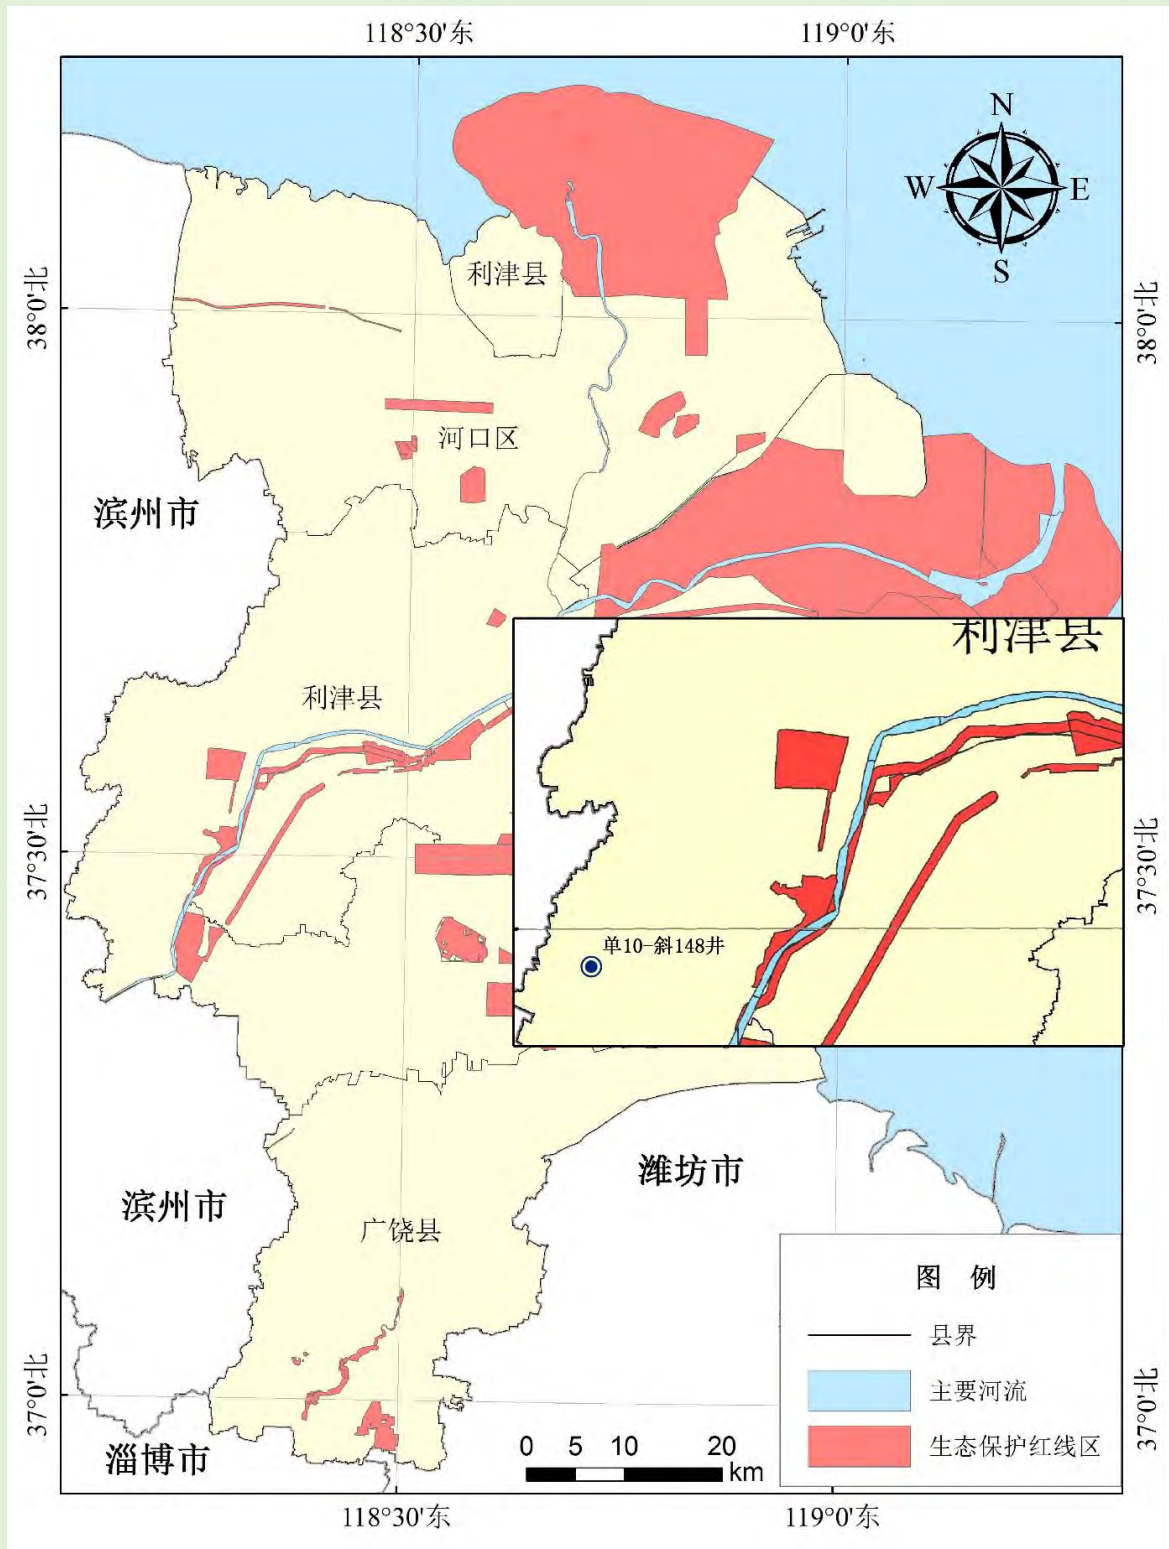 118°30'东
119°0'东
N
W
E
S
38°0'北
38°0'北
利津县
河口区
滨州市
利津县
利津县
37°30'北
37°30'北
单10-斜148井
潍坊市
滨州市
广饶县
图 例
县界
主要河流
生态保护红线区
37°0'北
37°0'北
淄博市
0 5 10 20
km
118°30'东
119°0'东